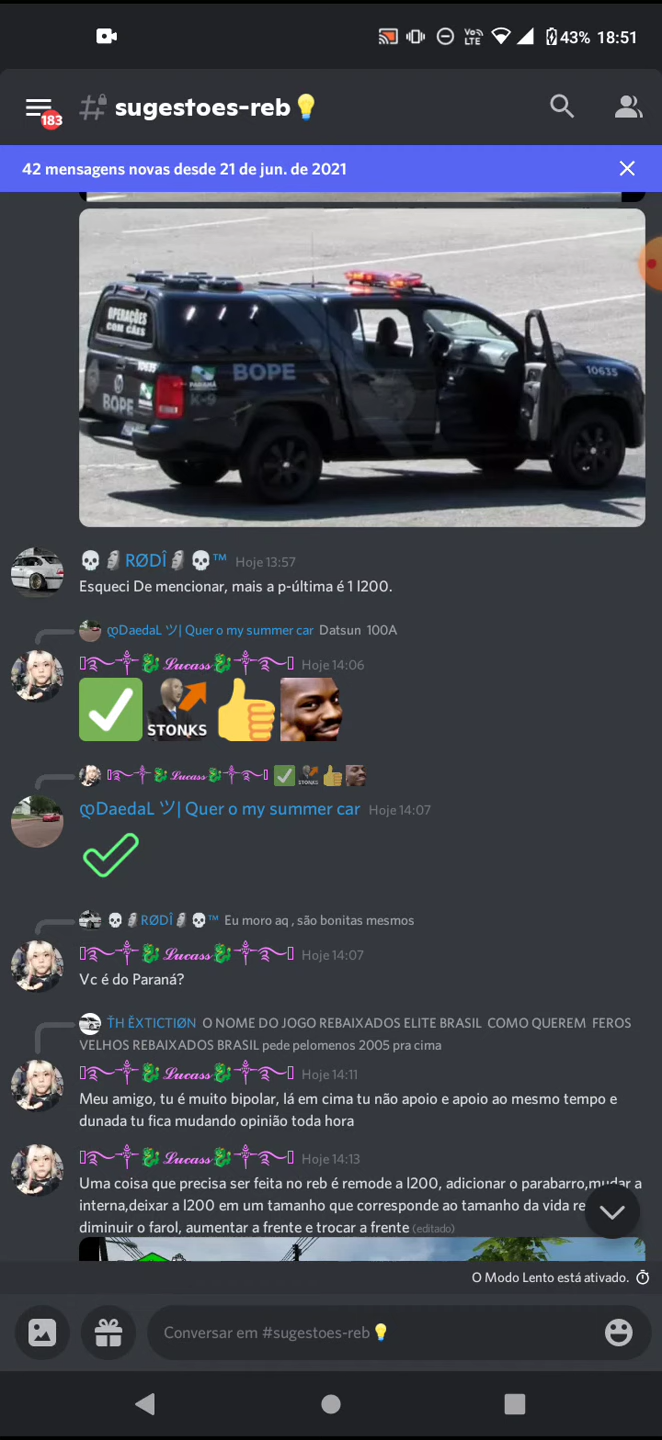 VoLTE 43% 18:51
183
sugestoes-reb💡
42 mensagens novas desde 21 de jun. de 2021
OPERAÇÕES
COM CÃES
10635
PARANÁ
BOPE
10635
BOPE
K-9
💀🗿RØDÎ🗿💀™ Hoje 13:57
Esqueci De mencionar, mais a p-última é 1 l200.
ღDaedaL ツ| Quer o my summer car Datsun 100A
🐉𝓛𝓾𝓬𝓪𝓼𝓼🐉 Hoje 14:06
STONKS
🐉𝓛𝓾𝓬𝓪𝓼𝓼🐉
ღDaedaL ツ| Quer o my summer car Hoje 14:07
💀🗿RØDÎ🗿💀™ Eu moro aq , são bonitas mesmos
🐉𝓛𝓾𝓬𝓪𝓼𝓼🐉 Hoje 14:07
Vc é do Paraná?
ŤH ĚXTICTIØN O NOME DO JOGO REBAIXADOS ELITE BRASIL COMO QUEREM FEROS
VELHOS REBAIXADOS BRASIL pede pelomenos 2005 pra cima
🐉𝓛𝓾𝓬𝓪𝓼𝓼🐉 Hoje 14:11
Meu amigo, tu é muito bipolar, lá em cima tu não apoio e apoio ao mesmo tempo e
dunada tu fica mudando opinião toda hora
🐉𝓛𝓾𝓬𝓪𝓼𝓼🐉 Hoje 14:13
Uma coisa que precisa ser feita no reb é remode a l200, adicionar o parabarro,mudar a
interna,deixar a l200 em um tamanho que corresponde ao tamanho da vida re
diminuir o farol, aumentar a frente e trocar a frente (editado)
O Modo Lento está ativado.
Conversar em #sugestoes-reb💡